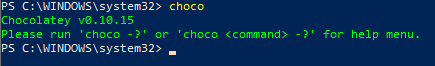 PS C:\WINDOWS\system32> choco
Chocolatey v0.10.15
Please run 'choco -?' or 'choco <command> -?' for help menu.
PS C:\WINDOWS\system32>